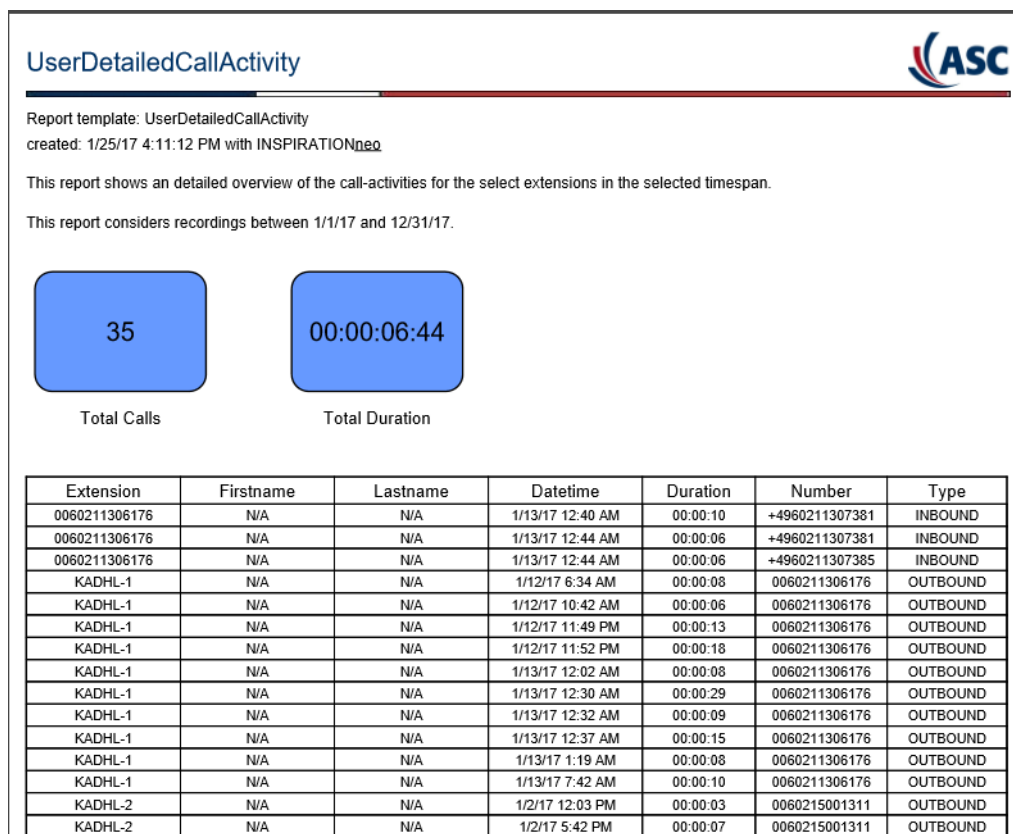 UserDetailedCallActivity
ASC
Report template: UserDetailedCallActivity
created: 1/25/17 4:11:12 PM with INSPIRATIONneo
This report shows an detailed overview of the call-activities for the select extensions in the selected timespan.
This report considers recordings between 1/1/17 and 12/31/17.
35 00:00:06:44
Total Calls Total Duration
Extension Firstname Lastname Datetime Duration Number Type
0060211306176 N/A N/A 1/13/17 12:40 AM 00:00:10 +4960211307381 INBOUND
0060211306176 N/A N/A 1/13/17 12:44 AM 00:00:06 +4960211307381 INBOUND
0060211306176 N/A N/A 1/13/17 12:44 AM 00:00:06 +4960211307385 INBOUND
KADHL-1 N/A N/A 1/12/17 6:34 AM 00:00:08 0060211306176 OUTBOUND
KADHL-1 N/A N/A 1/12/17 10:42 AM 00:00:06 0060211306176 OUTBOUND
KADHL-1 N/A N/A 1/12/17 11:49 PM 00:00:13 0060211306176 OUTBOUND
KADHL-1 N/A N/A 1/12/17 11:52 PM 00:00:18 0060211306176 OUTBOUND
KADHL-1 N/A N/A 1/13/17 12:02 AM 00:00:08 0060211306176 OUTBOUND
KADHL-1 N/A N/A 1/13/17 12:30 AM 00:00:29 0060211306176 OUTBOUND
KADHL-1 N/A N/A 1/13/17 12:32 AM 00:00:09 0060211306176 OUTBOUND
KADHL-1 N/A N/A 1/13/17 12:37 AM 00:00:15 0060211306176 OUTBOUND
KADHL-1 N/A N/A 1/13/17 1:19 AM 00:00:08 0060211306176 OUTBOUND
KADHL-1 N/A N/A 1/13/17 7:42 AM 00:00:10 0060211306176 OUTBOUND
KADHL-2 N/A N/A 1/2/17 12:03 PM 00:00:03 0060215001311 OUTBOUND
KADHL-2 N/A N/A 1/2/17 5:42 PM 00:00:07 0060215001311 OUTBOUND